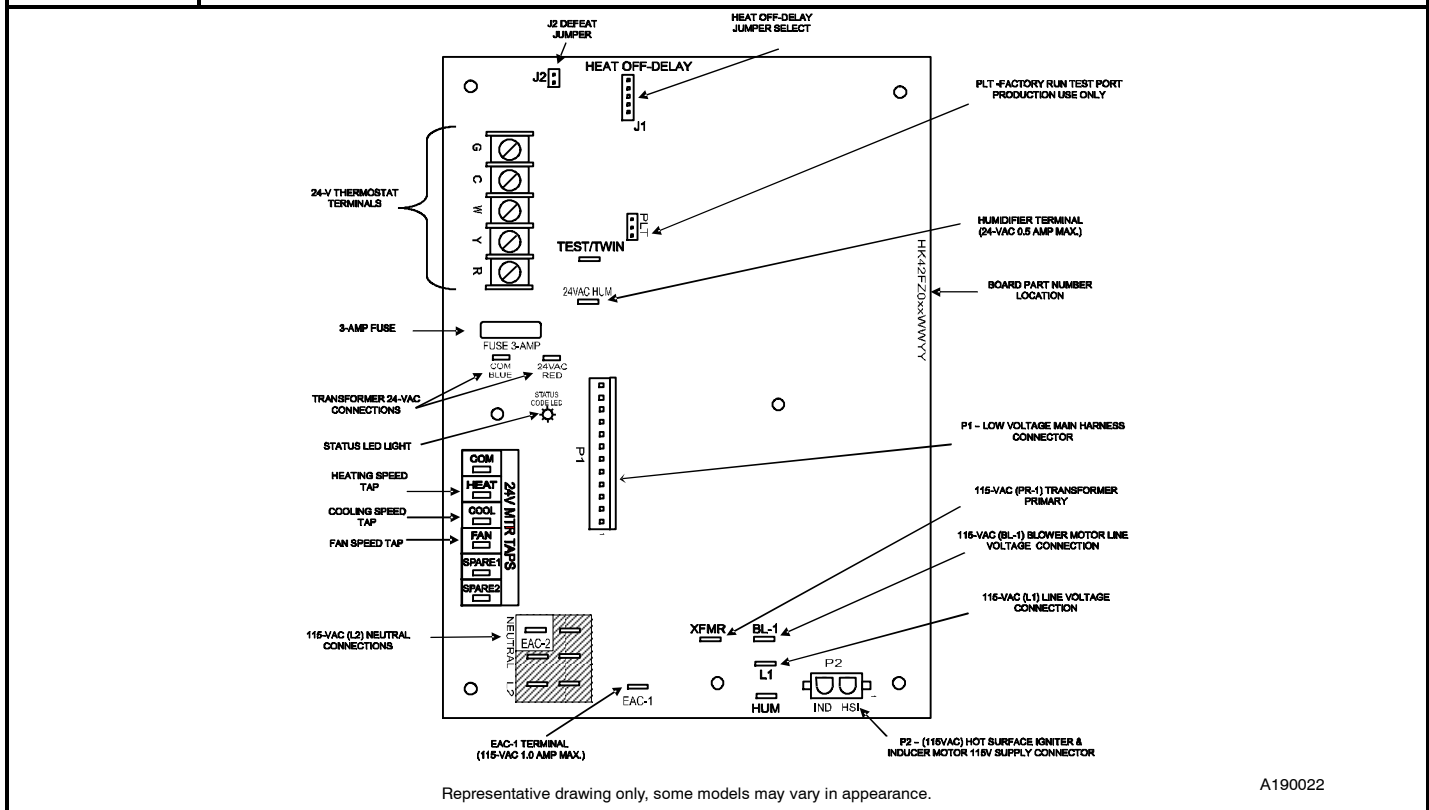 J2 DEFEAT
JUMPER
HEAT OFF-DELAY
JUMPER SELECT
HEAT OFF-DELAY
J2
J1
PLT -FACTORY RUN TEST PORT
PRODUCTION USE ONLY
24-V THERMOSTAT
TERMINALS
G
C
W
Y
R
PLT
TEST/TWIN
HUMIDIFIER TERMINAL
(24-VAC 0.5 AMP MAX.)
24VAC HUM
HK42FZ0xxWWYY
BOARD PART NUMBER
LOCATION
3-AMP FUSE
FUSE 3-AMP
COM
BLUE
24VAC
RED
TRANSFORMER 24-VAC
CONNECTIONS
STATUS
CODE LED
STATUS LED LIGHT
P1
1
P1 – LOW VOLTAGE MAIN HARNESS
CONNECTOR
COM
HEAT
COOL
FAN
SPARE1
SPARE2
24V MTR TAPS
HEATING SPEED
TAP
COOLING SPEED
TAP
FAN SPEED TAP
115-VAC (PR-1) TRANSFORMER
PRIMARY
115-VAC (BL-1) BLOWER MOTOR LINE
VOLTAGE CONNECTION
115-VAC (L1) LINE VOLTAGE
CONNECTION
115-VAC (L2) NEUTRAL
CONNECTIONS
NEUTRAL L2
EAC-2
XFMR
BL-1
L1
P2
EAC-1
HUM
IND
HSI
EAC-1 TERMINAL
(115-VAC 1.0 AMP MAX.)
P2 – (115VAC) HOT SURFACE IGNITER &
INDUCER MOTOR 115V SUPPLY CONNECTOR
Representative drawing only, some models may vary in appearance.
A190022